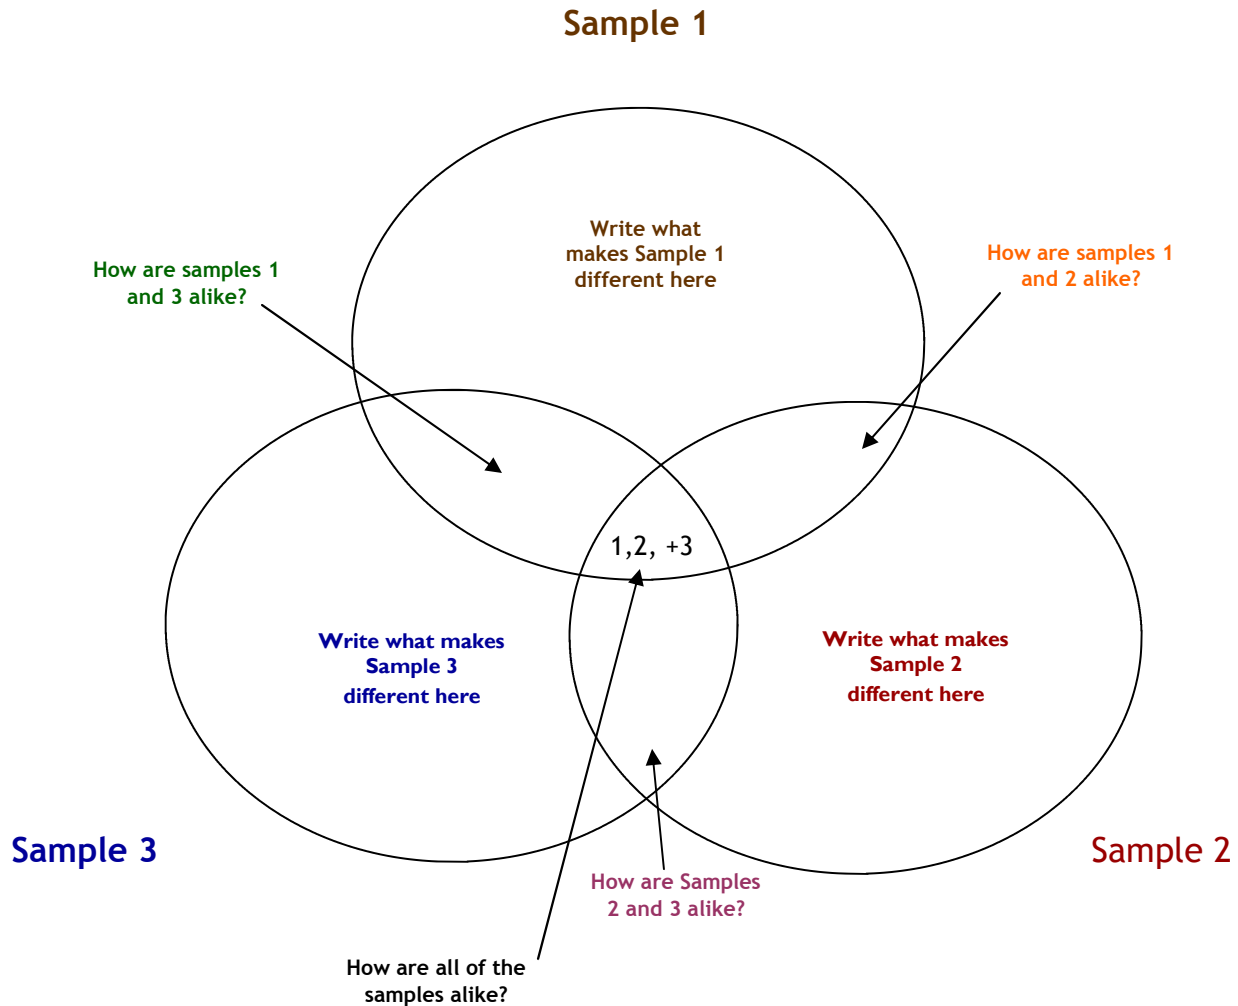 Sample 1
Write what
makes Sample 1
different here
How are samples 1
and 3 alike?
How are samples 1
and 2 alike?
1,2, +3
Write what makes
Sample 3
different here
Write what makes
Sample 2
different here
Sample 3
Sample 2
How are Samples
2 and 3 alike?
How are all of the
samples alike?